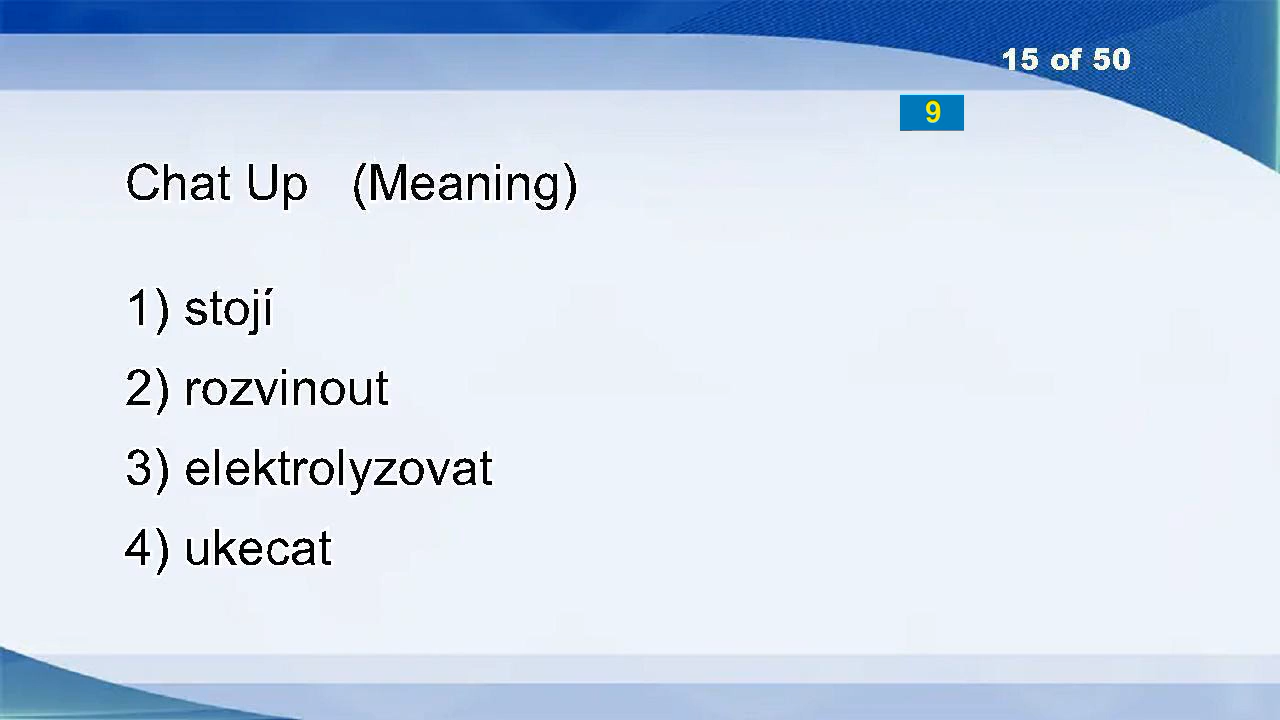 15 of 50
9
Chat Up (Meaning)
1) stojí
2) rozvinout
3) elektrolyzovat
4) ukecat